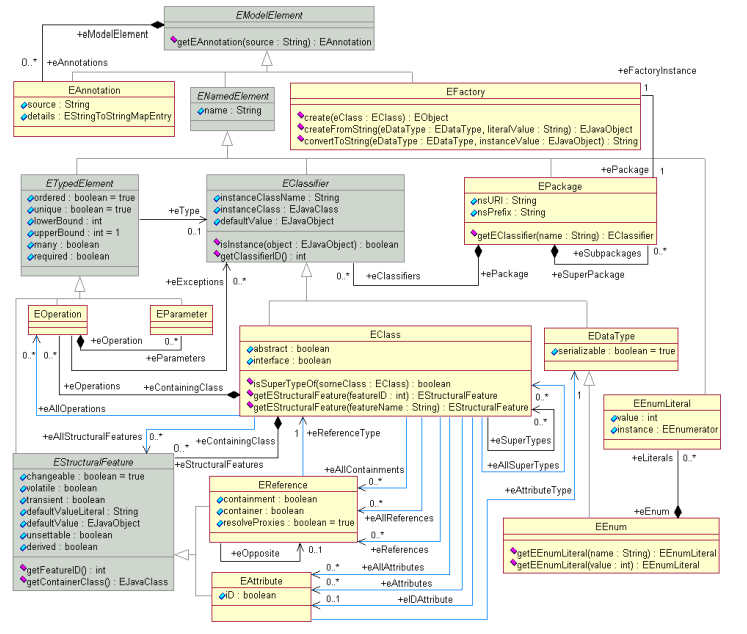 EModelElement
+eModelElement
getEAnnotation(source : String) : EAnnotation
0..*
+eAnnotations
+eFactoryInstance
EAnnotation
source : String
details : EStringToStringMapEntry
ENamedElement
name : String
EFactory
1
create(eClass : EClass) : EObject
createFromString(eDataType : EDataType, literalValue : String) : EJavaObject
convertToString(eDataType : EDataType, instanceValue : EJavaObject) : String
+ePackage
1
ETypedElement
ordered : boolean = true
unique : boolean = true
lowerBound : int
upperBound : int = 1
many : boolean
required : boolean
+eType
0..1
EClassifier
instanceClassName : String
instanceClass : EJavaClass
defaultValue : EJavaObject
isInstance(object : EJavaObject) : boolean
getClassifierID() : int
EPackage
nsURI : String
nsPrefix : String
getEClassifier(name : String) : EClassifier
+eExceptions
0..*
0..*
+eClassifiers
+ePackage
+eSubpackages
0..*
+eSuperPackage
EOperation
EParameter
+eOperation
0..*
0..*
0..*
+eParameters
EClass
abstract : boolean
interface : boolean
isSuperTypeOf(someClass : EClass) : boolean
getEStructuralFeature(featureID : int) : EStructuralFeature
getEStructuralFeature(featureName : String) : EStructuralFeature
EDataType
serializable : boolean = true
+eOperations
+eContainingClass
0..*
1
+eAllOperations
0..*
EEnumLiteral
value : int
instance : EEnumerator
+eAllStructuralFeatures
0..*
+eContainingClass
1
+eReferenceType
+eSuperTypes
+eLiterals
0..*
+eStructuralFeatures
+eAllContainments
+eAllSuperTypes
EStructuralFeature
changeable : boolean = true
volatile : boolean
transient : boolean
defaultValueLiteral : String
defaultValue : EJavaObject
unsettable : boolean
derived : boolean
getFeatureID() : int
getContainerClass() : EJavaClass
EReference
containment : boolean
container : boolean
resolveProxies : boolean = true
0..*
+eAttributeType
0..*
+eAllReferences
+eEnum
0..*
+eOpposite
0..1
+eReferences
EEnum
getEEnumLiteral(name : String) : EEnumLiteral
getEEnumLiteral(value : int) : EEnumLiteral
EAttribute
iD : boolean
0..*
+eAllAttributes
0..*
+eAttributes
0..1
+eIDAttribute